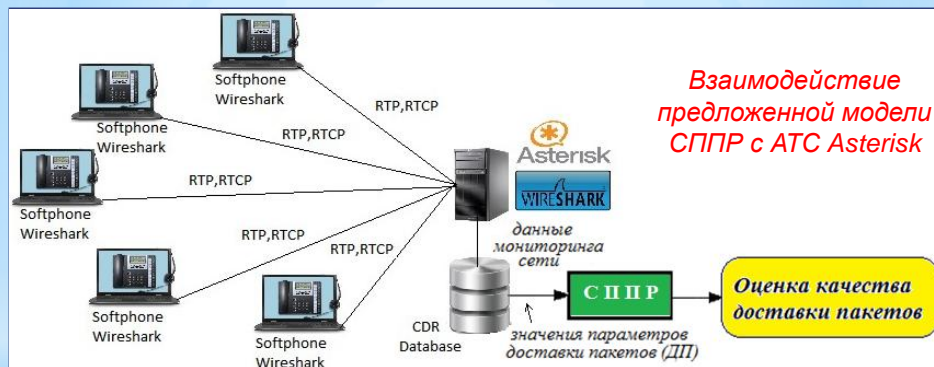 Взаимодействие
предложенной модели
СППР с АТС Asterisk
Softphone
Wireshark
RTP,RTCP
Softphone
Wireshark
RTP,RTCP
Softphone
Wireshark
RTP,RTCP
Softphone
Wireshark
RTP,RTCP
Softphone
Wireshark
RTP,RTCP
Asterisk
WIRESHARK
данные
мониторинга
сети
CDR
Database
значения параметров
доставки пакетов (ДП)
СППР
Оценка качества
доставки пакетов